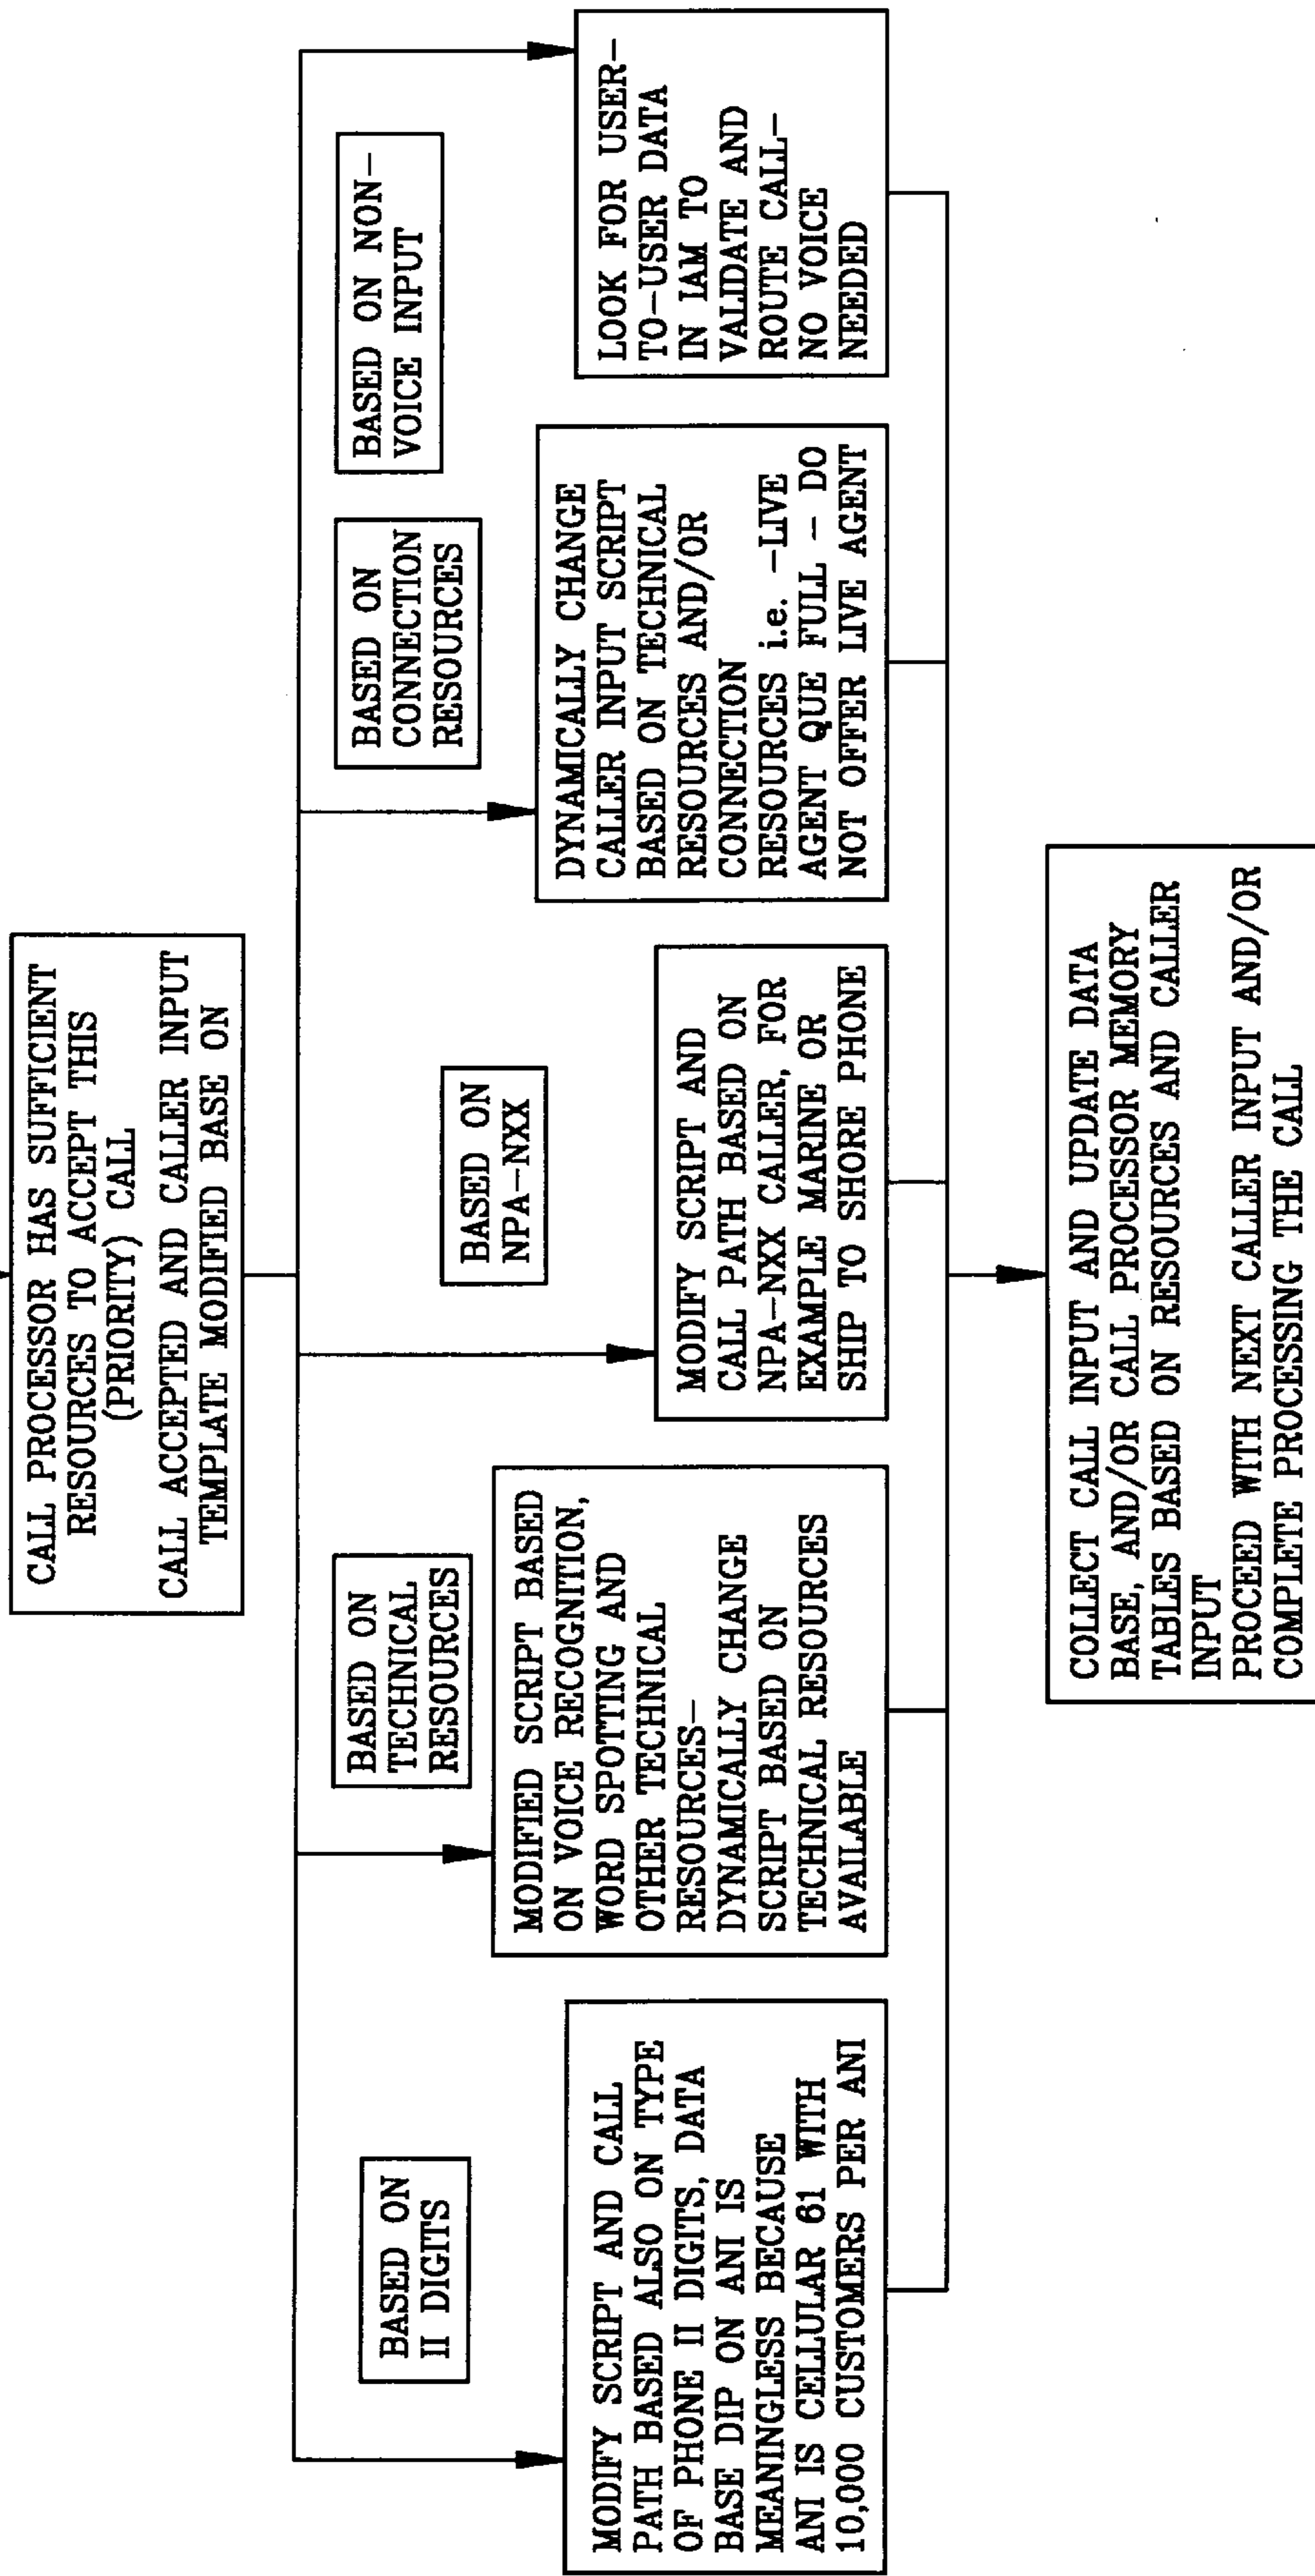 CALL PROCESSOR HAS SUFFICIENT
RESOURCES TO ACCEPT THIS
(PRIORITY) CALL
CALL ACCEPTED AND CALLER INPUT
TEMPLATE MODIFIED BASE ON
BASED ON
II DIGITS
MODIFY SCRIPT AND CALL
PATH BASED ALSO ON TYPE
OF PHONE II DIGITS, DATA
BASE DIP ON ANI IS
MEANINGLESS BECAUSE
ANI IS CELLULAR 61 WITH
10,000 CUSTOMERS PER ANI
BASED ON
TECHNICAL
RESOURCES
MODIFIED SCRIPT BASED
ON VOICE RECOGNITION,
WORD SPOTTING AND
OTHER TECHNICAL
RESOURCES–
DYNAMICALLY CHANGE
SCRIPT BASED ON
TECHNICAL RESOURCES
AVAILABLE
BASED ON
NPA–NXX
MODIFY SCRIPT AND
CALL PATH BASED ON
NPA–NXX CALLER, FOR
EXAMPLE MARINE OR
SHIP TO SHORE PHONE
BASED ON
CONNECTION
RESOURCES
DYNAMICALLY CHANGE
CALLER INPUT SCRIPT
BASED ON TECHNICAL
RESOURCES AND/OR
CONNECTION
RESOURCES i.e. –LIVE
AGENT QUE FULL – DO
NOT OFFER LIVE AGENT
BASED ON NON–
VOICE INPUT
LOOK FOR USER–
TO–USER DATA
IN IAM TO
VALIDATE AND
ROUTE CALL–
NO VOICE
NEEDED
COLLECT CALL INPUT AND UPDATE DATA
BASE, AND/OR CALL PROCESSOR MEMORY
TABLES BASED ON RESOURCES AND CALLER
INPUT
PROCEED WITH NEXT CALLER INPUT AND/OR
COMPLETE PROCESSING THE CALL